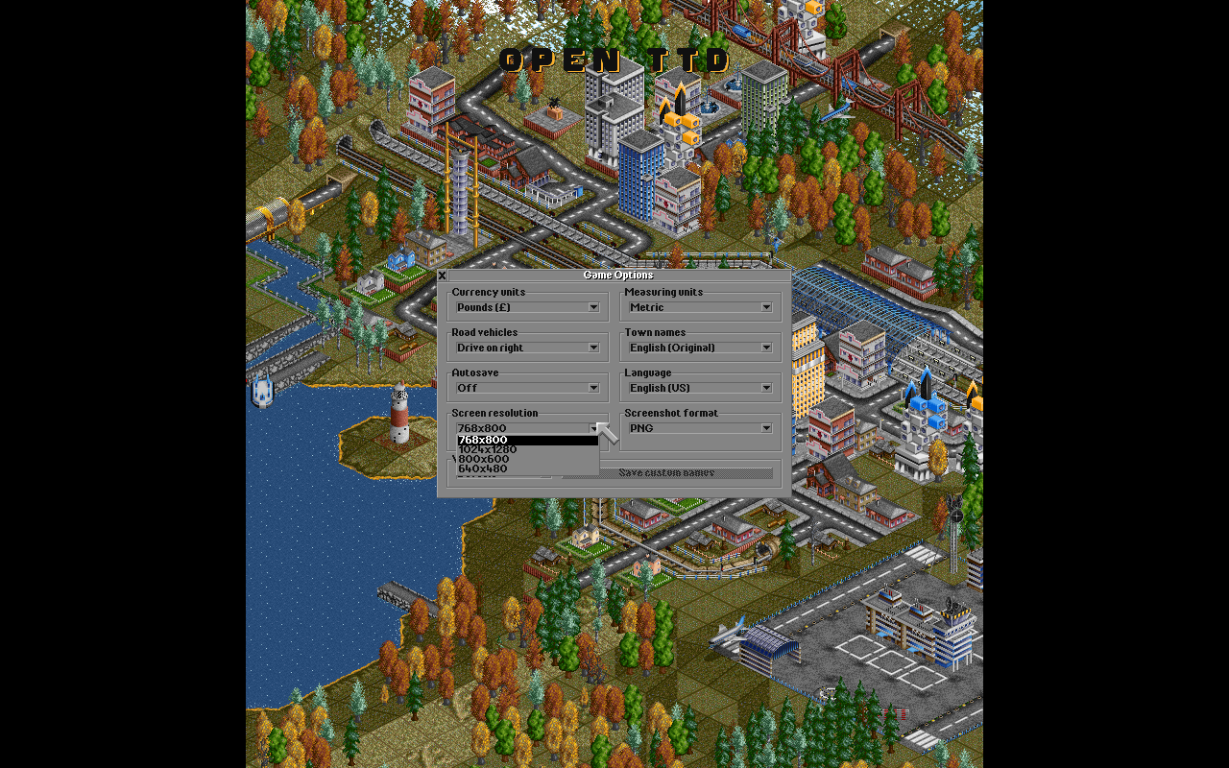 OPEN TTD
X Game Options
Currency units Measuring units
Pounds (£) Metric
Road vehicles Town names
Drive on right English (Original)
Autosave Language
Off English (US)
Screen resolution Screenshot format
768x800 PNG
768x800
1024x1280
800x600
640x480
Save custom names